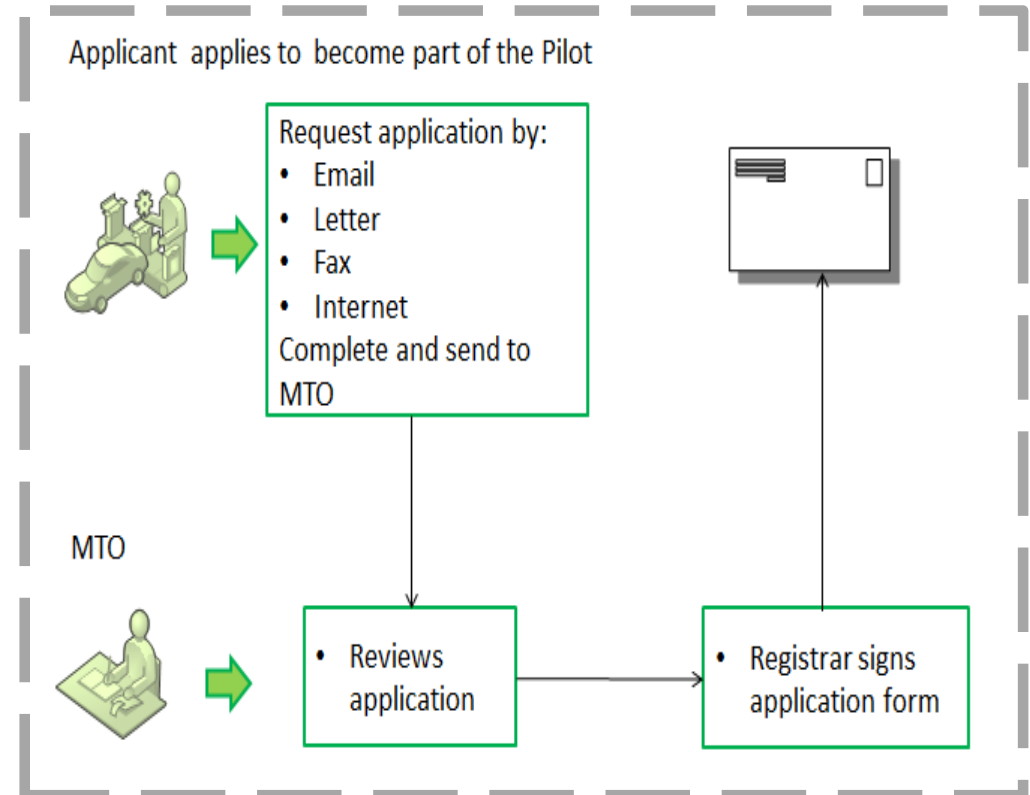 Applicant applies to become part of the Pilot
Request application by:
• Email
• Letter
• Fax
• Internet
Complete and send to
MTO
MTO
• Reviews
application
• Registrar signs
application form